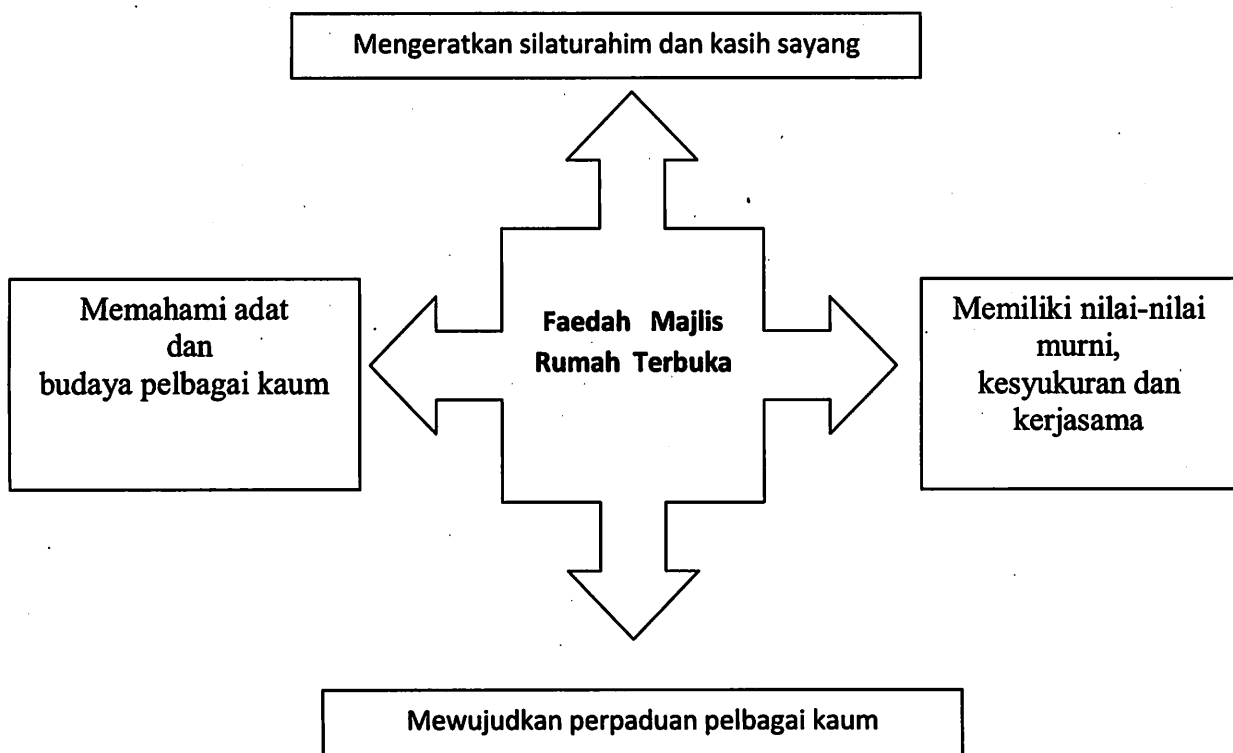 Mengeratkan silaturahim dan kasih sayang
Memahami adat
dan
budaya pelbagai kaum
Faedah Majlis
Rumah Terbuka
Memiliki nilai-nilai
murni,
kesyukuran dan
kerjasama
Mewujudkan perpaduan pelbagai kaum